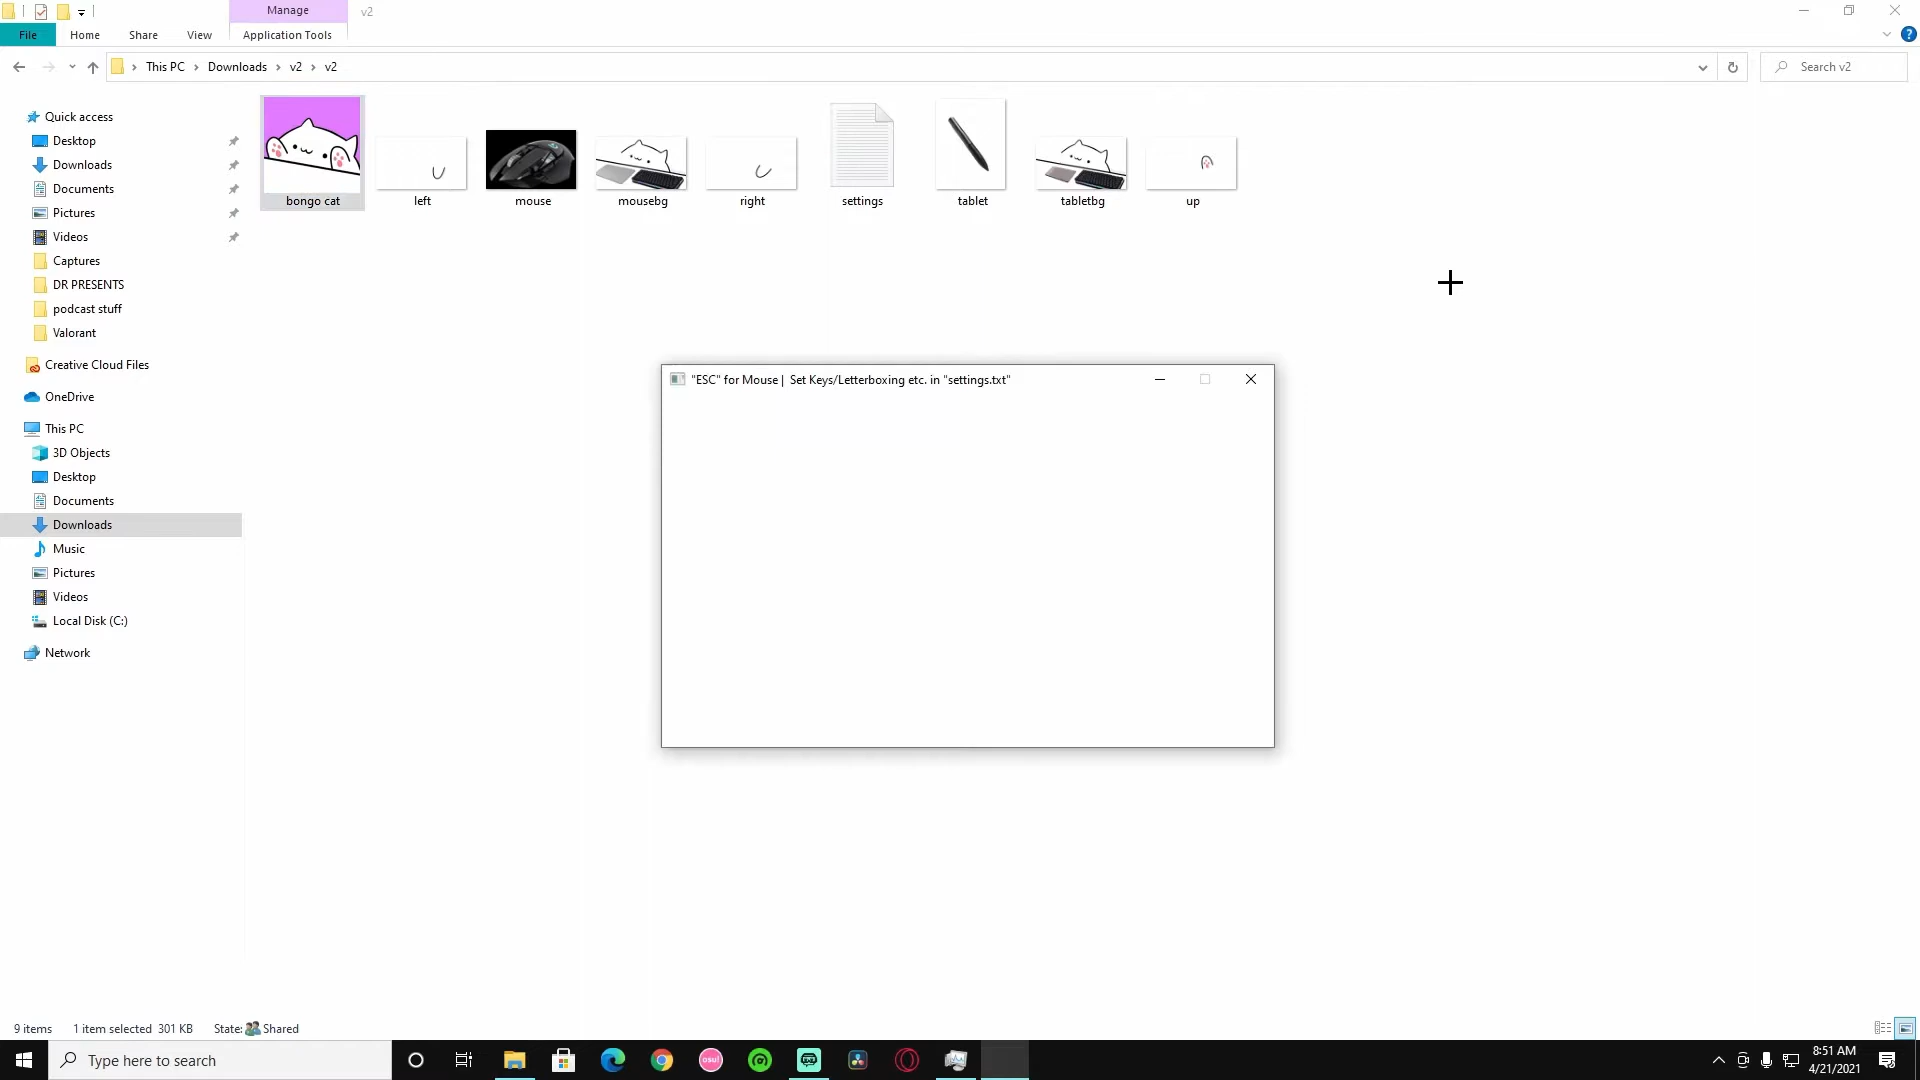 Manage
v2
File
Home
Share
View
Application Tools
This PC
Downloads
v2
v2
Search v2
Quick access
Desktop
Downloads
Documents
Pictures
Videos
Captures
DR PRESENTS
podcast stuff
Valorant
Creative Cloud Files
OneDrive
This PC
3D Objects
Desktop
Documents
Downloads
Music
Pictures
Videos
Local Disk (C:)
Network
bongo cat
left
mouse
mousebg
right
settings
tablet
tabletbg
up
"ESC" for Mouse | Set Keys/Letterboxing etc. in "settings.txt"
9 items
1 item selected 301 KB
State: Shared
Type here to search
osu!
8:51 AM
4/21/2021